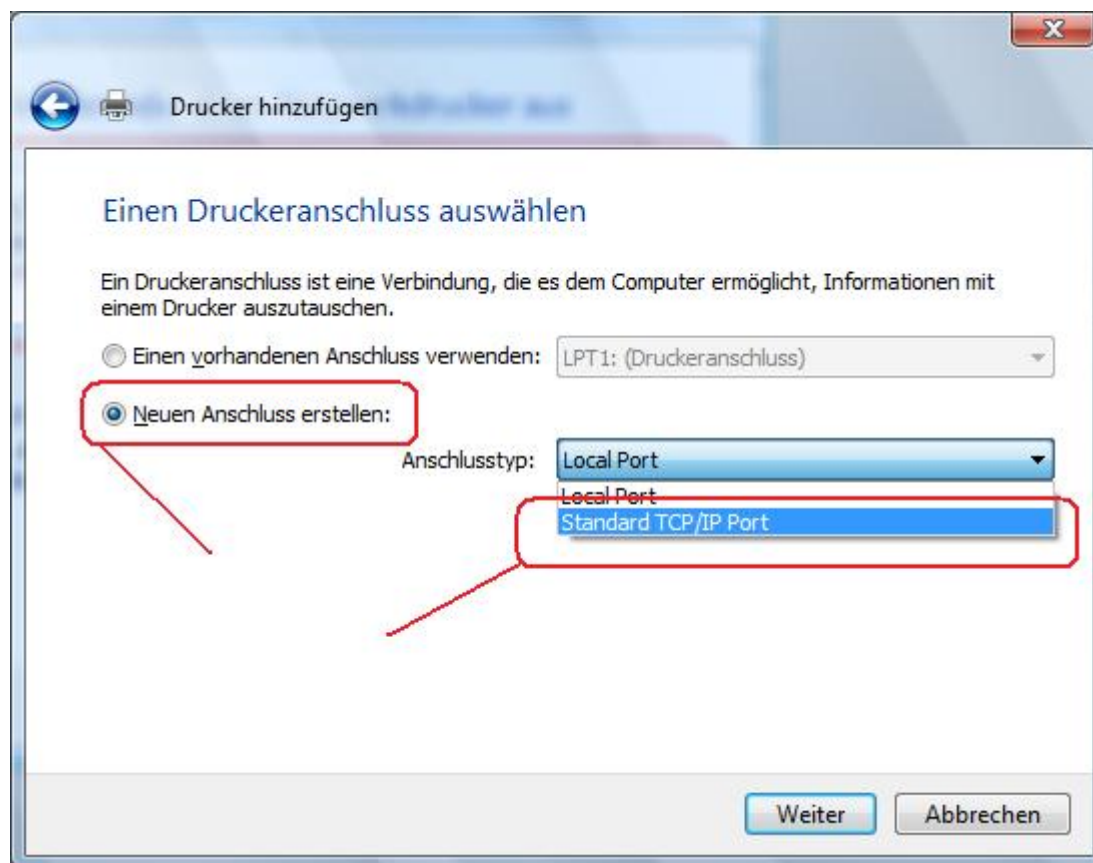 Drucker hinzufügen
Einen Druckeranschluss auswählen
Ein Druckeranschluss ist eine Verbindung, die es dem Computer ermöglicht, Informationen mit
einem Drucker auszutauschen.
Einen vorhandenen Anschluss verwenden: LPT1: (Druckeranschluss)
Neuen Anschluss erstellen:
Anschlusstyp: Local Port
Local Port
Standard TCP/IP Port
Weiter Abbrechen